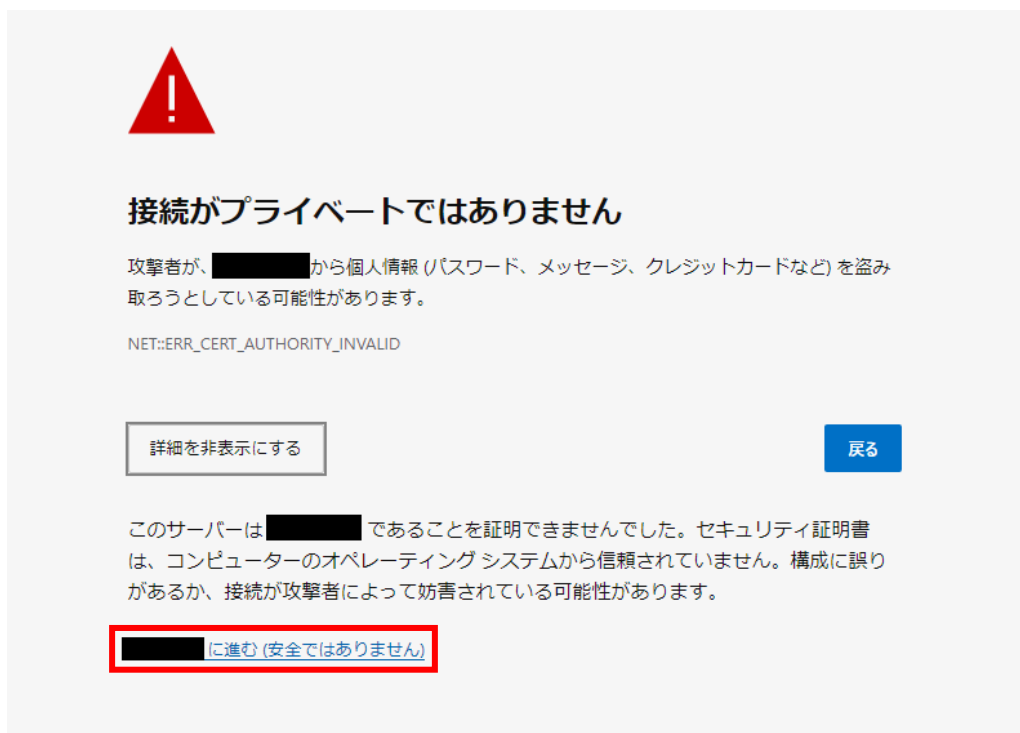 接続がプライベートではありません
攻撃者が、から個人情報 (パスワード、メッセージ、クレジットカードなど) を盗み
取ろうとしている可能性があります。
NET::ERR_CERT_AUTHORITY_INVALID
詳細を非表示にする
戻る
このサーバーは であることを証明できませんでした。セキュリティ証明書
は、コンピューターのオペレーティング システムから信頼されていません。構成に誤り
があるか、接続が攻撃者によって妨害されている可能性があります。
に進む (安全ではありません)